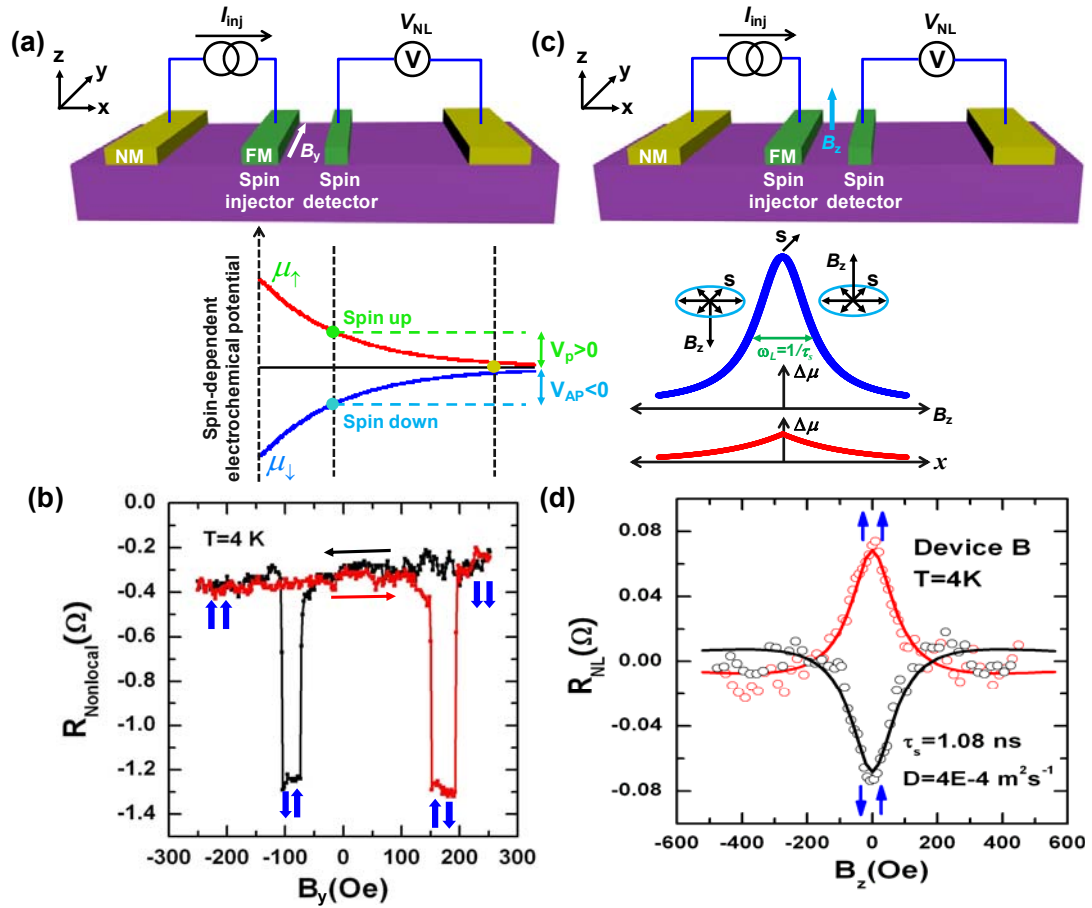 (a)
I_inj
V_NL
V
z
y
x
NM
FM
B_y
Spin injector
Spin detector
Spin-dependent
electrochemical potential
μ↑
μ↓
Spin up
Spin down
V_P>0
V_AP<0
(b)
T=4 K
R_Nonlocal(Ω)
0.0
-0.2
-0.4
-0.6
-0.8
-1.0
-1.2
-1.4
-300 -200 -100 0 100 200 300
B_y(Oe)
(c)
I_inj
V_NL
V
z
y
x
NM
FM
B_z
Spin injector
Spin detector
s
B_z
s
s
B_z
ω_L=1/τ_s
Δμ
B_z
Δμ
x
(d)
Device B
T=4K
R_NL(Ω)
0.08
0.04
0.00
-0.04
-0.08
τ_s=1.08 ns
D=4E-4 m²s⁻¹
-600 -400 -200 0 200 400 600
B_z(Oe)